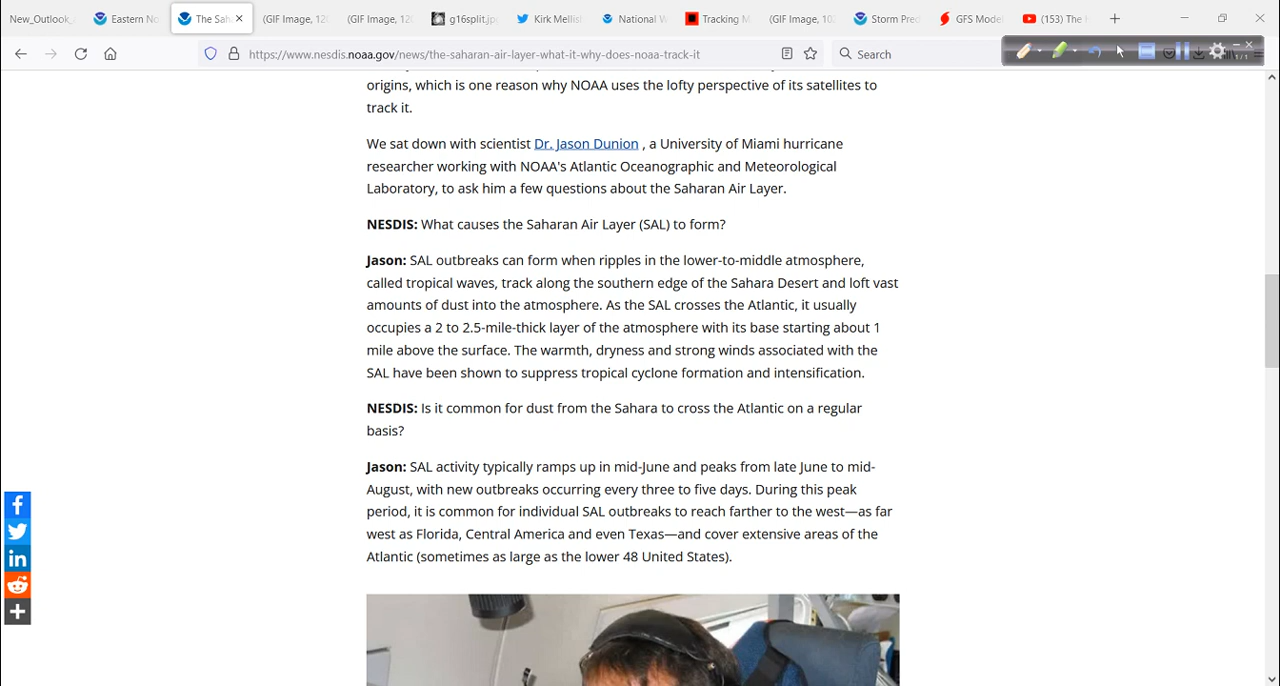 New_Outlook_
Eastern No
The Sah
(GIF Image, 12
(GIF Image, 12
g16split.jp
Kirk Mellis
National W
Tracking M
(GIF Image, 10
Storm Pre
GFS Mode
(153) The
https://www.nesdis.noaa.gov/news/the-saharan-air-layer-what-it-why-does-noaa-track-it
Search
1/1
origins, which is one reason why NOAA uses the lofty perspective of its satellites to
track it.
We sat down with scientist Dr. Jason Dunion , a University of Miami hurricane
researcher working with NOAA's Atlantic Oceanographic and Meteorological
Laboratory, to ask him a few questions about the Saharan Air Layer.
NESDIS: What causes the Saharan Air Layer (SAL) to form?
Jason: SAL outbreaks can form when ripples in the lower-to-middle atmosphere,
called tropical waves, track along the southern edge of the Sahara Desert and loft vast
amounts of dust into the atmosphere. As the SAL crosses the Atlantic, it usually
occupies a 2 to 2.5-mile-thick layer of the atmosphere with its base starting about 1
mile above the surface. The warmth, dryness and strong winds associated with the
SAL have been shown to suppress tropical cyclone formation and intensification.
NESDIS: Is it common for dust from the Sahara to cross the Atlantic on a regular
basis?
Jason: SAL activity typically ramps up in mid-June and peaks from late June to mid-
August, with new outbreaks occurring every three to five days. During this peak
period, it is common for individual SAL outbreaks to reach farther to the west—as far
west as Florida, Central America and even Texas—and cover extensive areas of the
Atlantic (sometimes as large as the lower 48 United States).